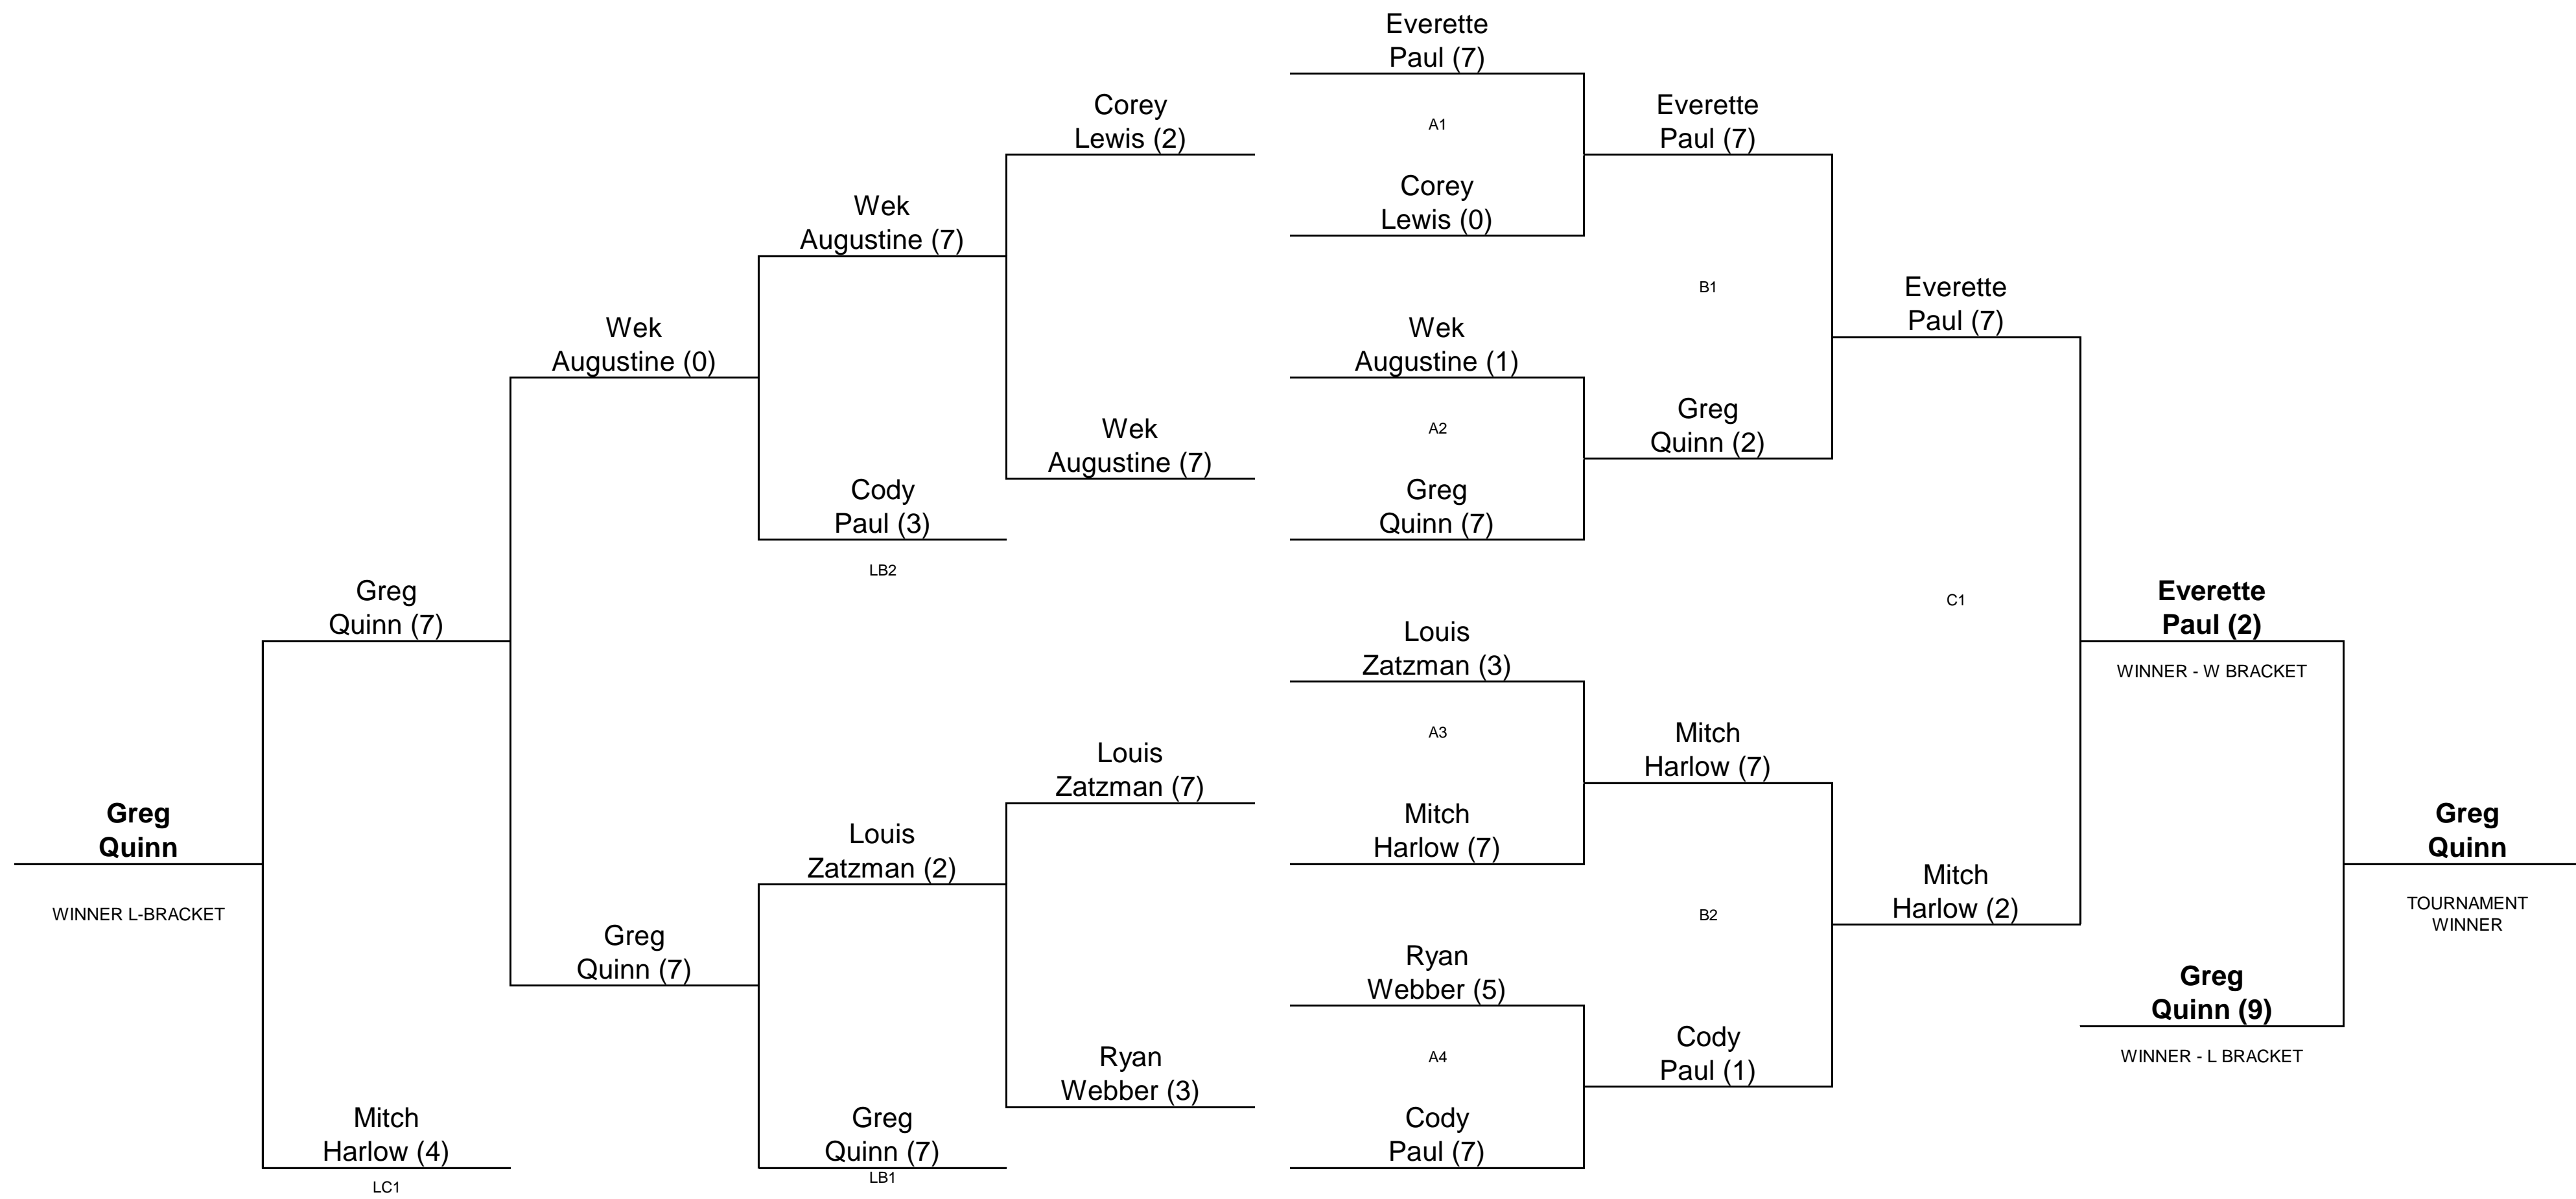 Everette
Paul (7)
Corey
Lewis (2)
A1
Everette
Paul (7)
Wek
Augustine (7)
Corey
Lewis (0)
Wek
Augustine (0)
B1
Everette
Paul (7)
Wek
Augustine (1)
Wek
Augustine (7)
A2
Greg
Quinn (2)
Cody
Paul (3)
LB2
Greg
Quinn (7)
Greg
Quinn (7)
C1
Everette
Paul (2)
WINNER - W BRACKET
Louis
Zatzman (3)
A3
Mitch
Harlow (7)
Louis
Zatzman (7)
Greg
Quinn
WINNER L-BRACKET
Louis
Zatzman (2)
Mitch
Harlow (7)
Mitch
Harlow (2)
Greg
Quinn
TOURNAMENT
WINNER
B2
Greg
Quinn (7)
Ryan
Webber (5)
Greg
Quinn (9)
WINNER - L BRACKET
Ryan
Webber (3)
A4
Cody
Paul (1)
Mitch
Harlow (4)
LC1
Greg
Quinn (7)
LB1
Cody
Paul (7)